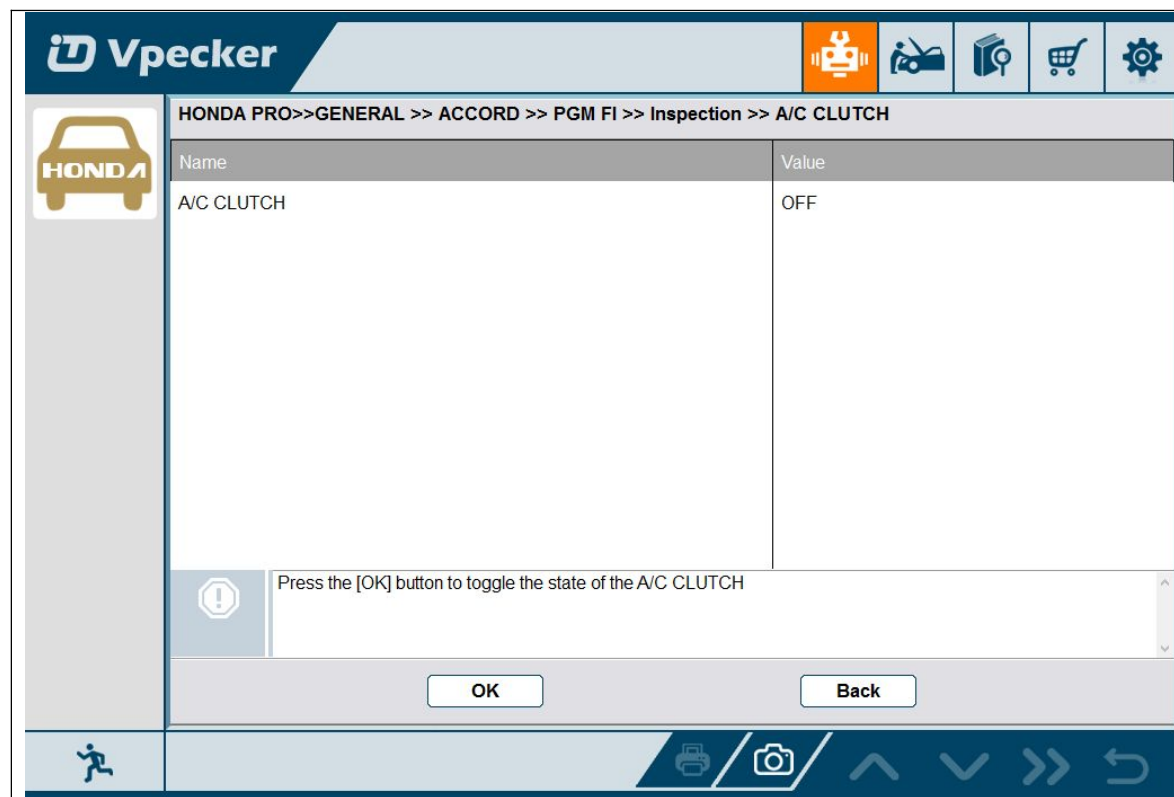 Vpecker
HONDA PRO>>GENERAL >> ACCORD >> PGM FI >> Inspection >> A/C CLUTCH
HONDA
Name Value
A/C CLUTCH OFF
Press the [OK] button to toggle the state of the A/C CLUTCH
OK Back